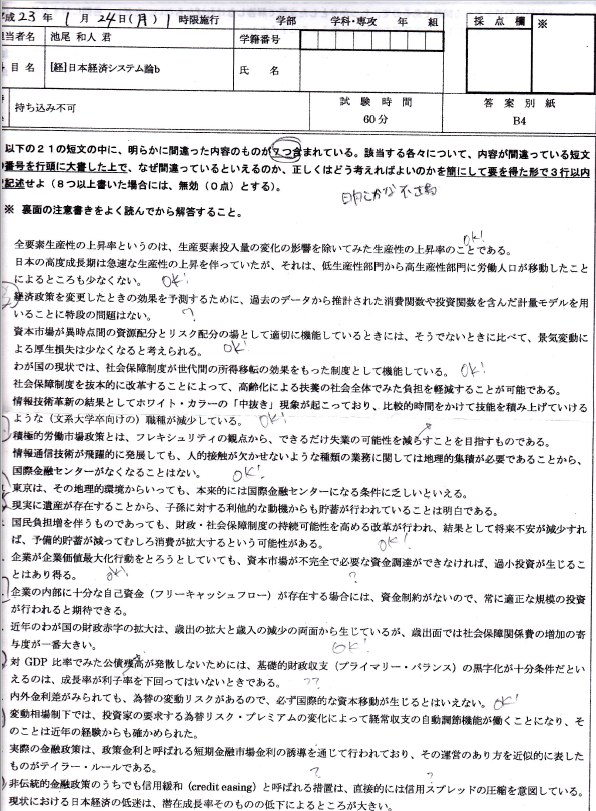 平成23年 1月24日(月) 1時限施行 学部 学科・専攻 年 組 採点欄 ※
担当者名 池尾 和人 君 学籍番号
科目名 [経]日本経済システム論b 氏名
持ち込み不可 試験時間 60分 答案別紙 B4
以下の21の短文の中に、明らかに間違った内容のものが7つ含まれている。該当する各々について、内容が間違っている短文
の番号を行頭に大書した上で、なぜ間違っているといえるのか、正しくはどう考えればよいのかを簡にして要を得た形で3行以内
で記述せよ(8つ以上書いた場合には、無効(0点)とする)。
※ 裏面の注意書きをよく読んでから解答すること。
全要素生産性の上昇率というのは、生産要素投入量の変化の影響を除いてみた生産性の上昇率のことである。 OK!
日本の高度成長期は急速な生産性の上昇を伴っていたが、それは、低生産性部門から高生産性部門に労働人口が移動したこと
によるところも少なくない。 OK!
経済政策を変更したときの効果を予測するために、過去のデータから推計された消費関数や投資関数を含んだ計量モデルを用
いることに特段の問題はない。 ?
資本市場が異時点間の資源配分とリスク配分の場として適切に機能しているときには、そうでないときに比べて、景気変動に
よる厚生損失は少なくなると考えられる。 OK!
わが国の現状では、社会保障制度が世代間の所得移転の効果をもった制度として機能している。 OK!
社会保障制度を抜本的に改革することによって、高齢化による扶養の社会全体でみた負担を軽減することが可能である。
情報技術革新の結果としてホワイト・カラーの「中抜き」現象が起こっており、比較的時間をかけて技能を積み上げていける
ような(文系大学卒向けの)職種が減少している。 OK!
積極的労働市場政策とは、フレキシュリティの観点から、できるだけ失業の可能性を減らすことを目指すものである。
情報通信技術が飛躍的に発展しても、人的接触が欠かせないような種類の業務に関しては地理的集積が必要であることから、
国際金融センターがなくなることはない。 OK!
東京は、その地理的環境からいっても、本来的には国際金融センターになる条件に乏しいといえる。
現実に遺産が存在することから、子孫に対する利他的な動機からも貯蓄が行われていることは明白である。
国民負担増を伴うものであっても、財政・社会保障制度の持続可能性を高める改革が行われ、結果として将来不安が減少すれ
ば、予備的貯蓄が減ってむしろ消費が拡大するという可能性がある。 OK!
企業が企業価値最大化行動をとろうとしていても、資本市場が不完全で必要な資金調達ができなければ、過小投資が生じるこ
とはあり得る。 OK! ?
企業の内部に十分な自己資金(フリーキャッシュフロー)が存在する場合には、資金制約がないので、常に適正な規模の投資
が行われると期待できる。
近年のわが国の財政赤字の拡大は、歳出の拡大と歳入の減少の両面から生じているが、歳出面では社会保障関係費の増加の寄
与度が一番大きい。 OK!
対 GDP 比率でみた公債残高が発散しないためには、基礎的財政収支(プライマリー・バランス)の黒字化が十分条件だとい
えるのは、成長率が利子率を下回ってはいないときである。 ??
内外金利差がみられても、為替の変動リスクがあるので、必ず国際的な資本移動が生じるとはいえない。 OK!
変動相場制下では、投資家の要求する為替リスク・プレミアムの変化によって経常収支の自動調節機能が働くことになり、そ
のことは近年の経験からも確かめられた。
実際の金融政策は、政策金利と呼ばれる短期金融市場金利の誘導を通じて行われており、その運営のあり方を近似的に表した
ものがテイラー・ルールである。 ? ?
非伝統的金融政策のうちでも信用緩和(credit easing)と呼ばれる措置は、直接的には信用スプレッドの圧縮を意図している。
現状における日本経済の低迷は、潜在成長率そのものの低下によるところが大きい。